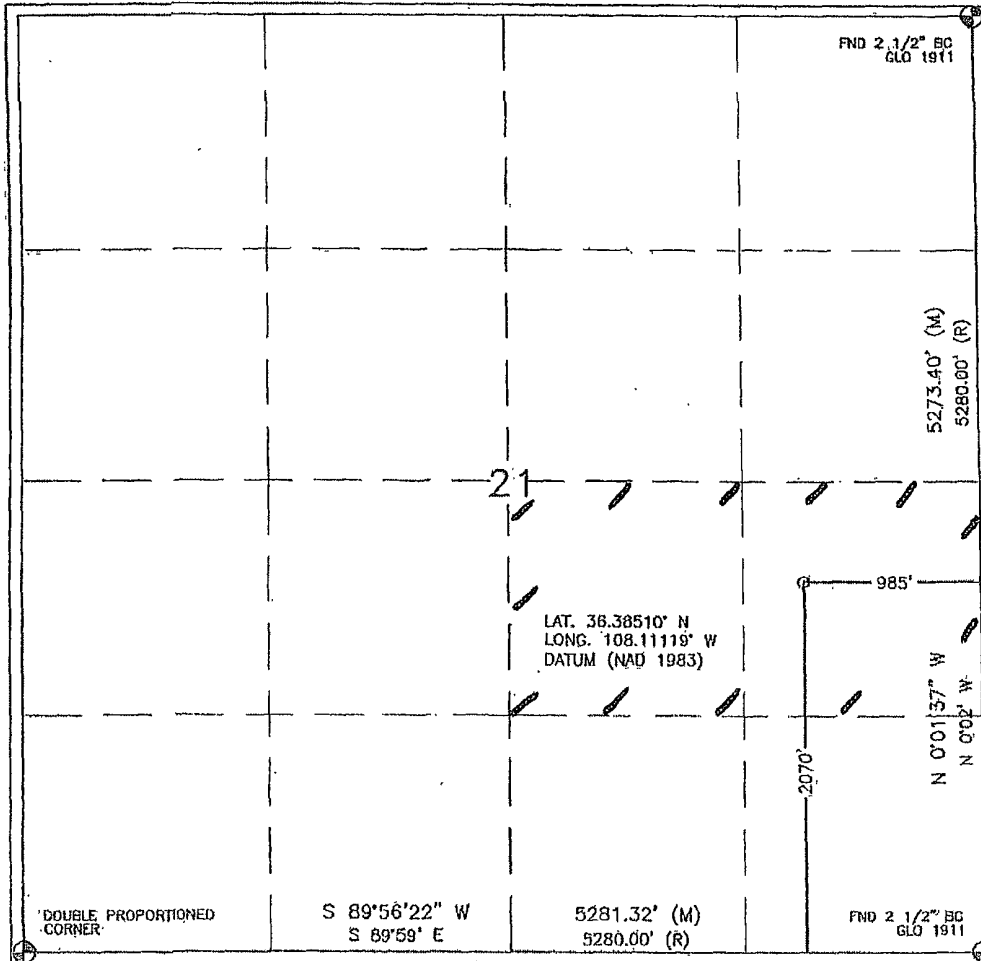 FND 2 1/2" BC
GLO 1911
5273.40' (M)
5280.00' (R)
21
985'
LAT. 36.38510° N
LONG. 108.11119° W
DATUM (NAD 1983)
N 0°01'37" W
N 0°02' W
2070'
DOUBLE PROPORTIONED
CORNER
S 89°56'22" W
S 89°59' E
5281.32' (M)
5280.00' (R)
FND 2 1/2" BC
GLO 1911